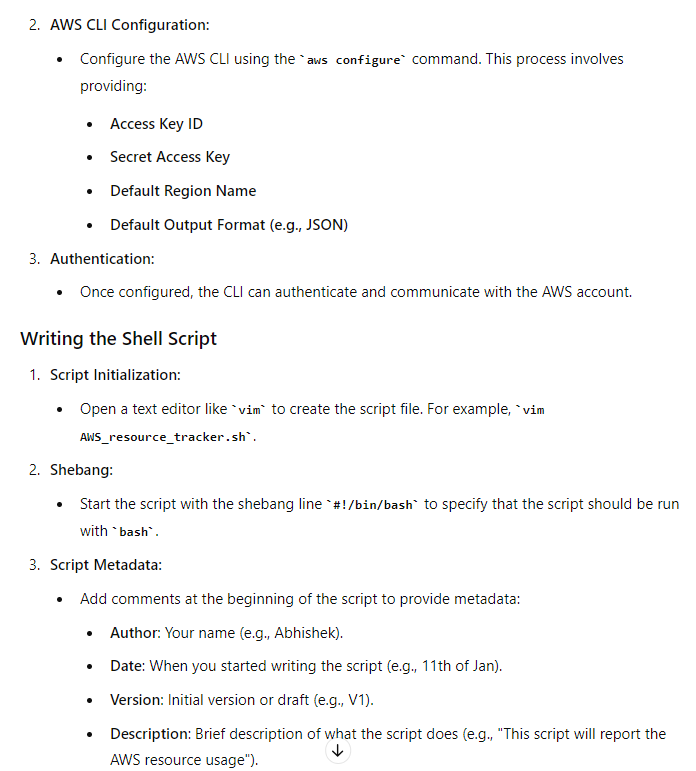 2. AWS CLI Configuration:
• Configure the AWS CLI using the `aws configure` command. This process involves
providing:
• Access Key ID
• Secret Access Key
• Default Region Name
• Default Output Format (e.g., JSON)
3. Authentication:
• Once configured, the CLI can authenticate and communicate with the AWS account.
Writing the Shell Script
1. Script Initialization:
• Open a text editor like `vim` to create the script file. For example, `vim
AWS_resource_tracker.sh`.
2. Shebang:
• Start the script with the shebang line `#!/bin/bash` to specify that the script should be run
with `bash`.
3. Script Metadata:
• Add comments at the beginning of the script to provide metadata:
• Author: Your name (e.g., Abhishek).
• Date: When you started writing the script (e.g., 11th of Jan).
• Version: Initial version or draft (e.g., V1).
• Description: Brief description of what the script does (e.g., "This script will report the
AWS resource usage").